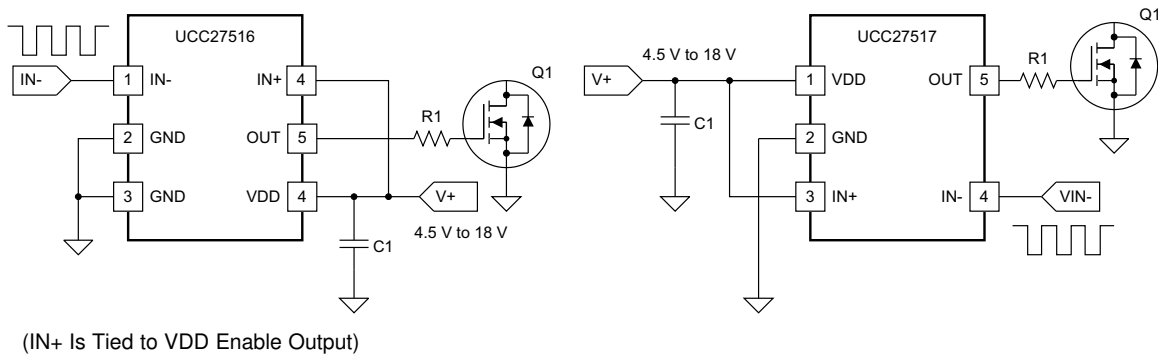 UCC27516
IN-
1
IN-
IN+
4
2
GND
OUT
5
R1
Q1
3
GND
VDD
4
V+
4.5 V to 18 V
C1
UCC27517
4.5 V to 18 V
V+
1
VDD
OUT
5
R1
Q1
C1
2
GND
3
IN+
IN-
4
VIN-
(IN+ Is Tied to VDD Enable Output)